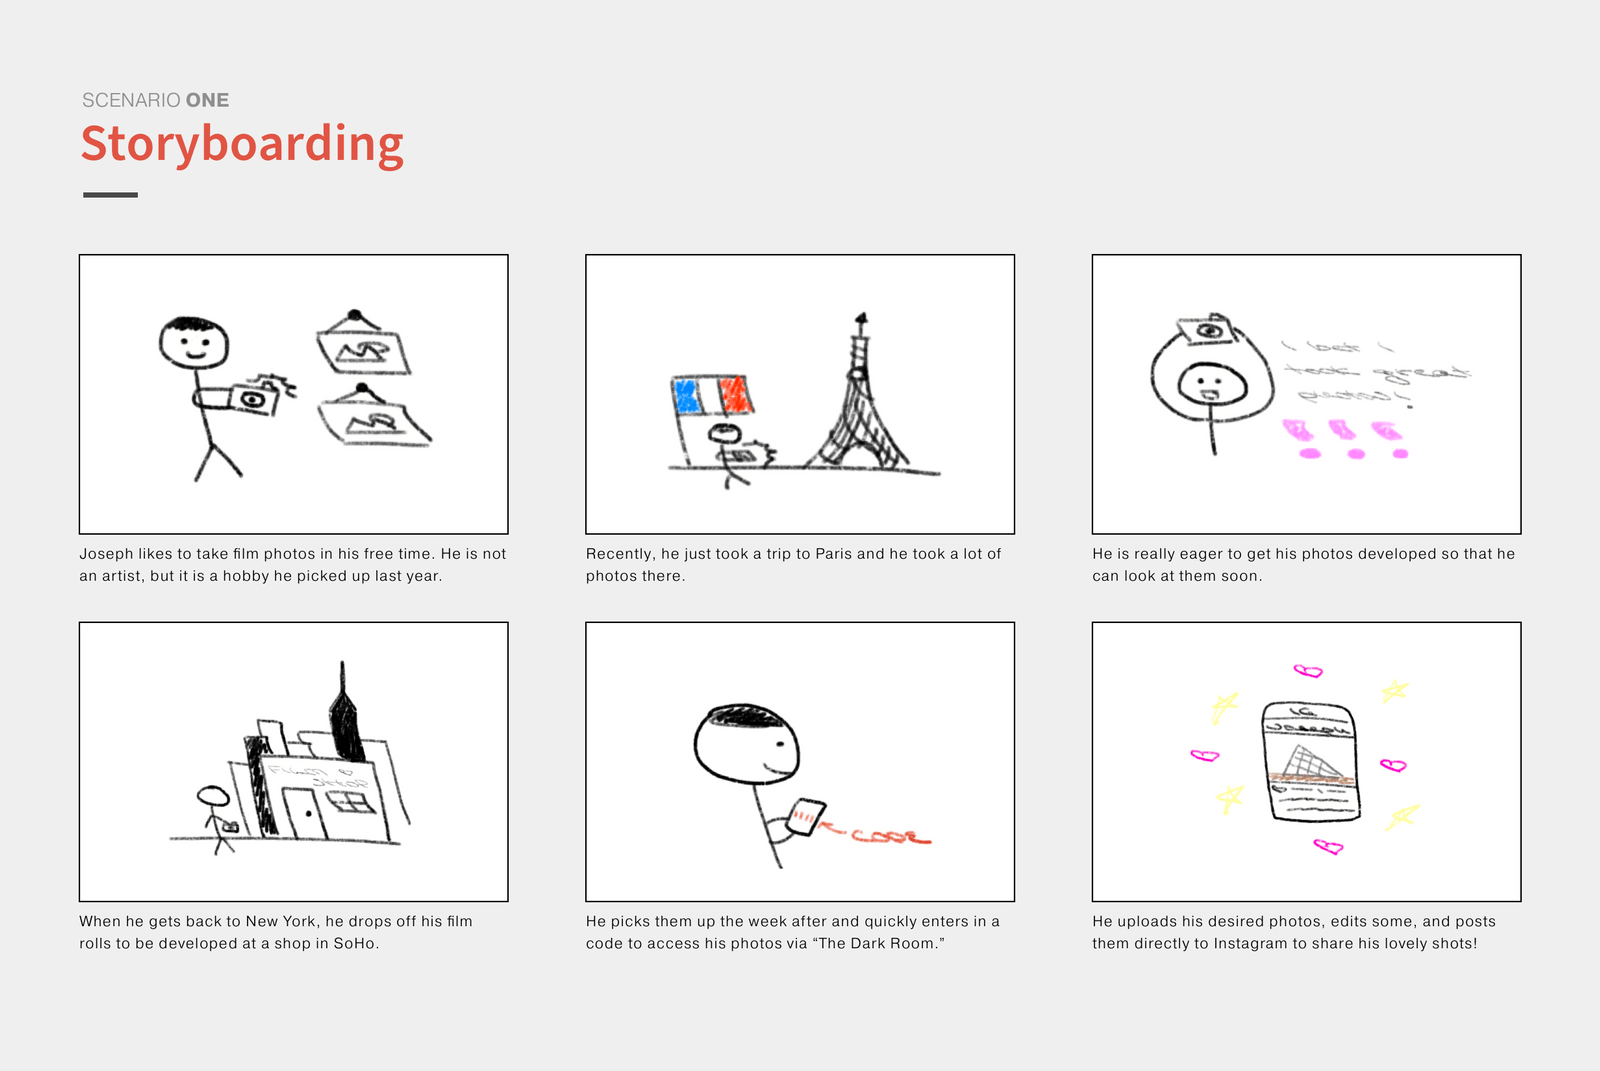 SCENARIO ONE
Storyboarding
I bet I
took great
photos!
Joseph likes to take film photos in his free time. He is not
an artist, but it is a hobby he picked up last year.
Recently, he just took a trip to Paris and he took a lot of
photos there.
He is really eager to get his photos developed so that he
can look at them soon.
FILM
SHOP
CODE
IG
JOSEPH
When he gets back to New York, he drops off his film
rolls to be developed at a shop in SoHo.
He picks them up the week after and quickly enters in a
code to access his photos via “The Dark Room.”
He uploads his desired photos, edits some, and posts
them directly to Instagram to share his lovely shots!